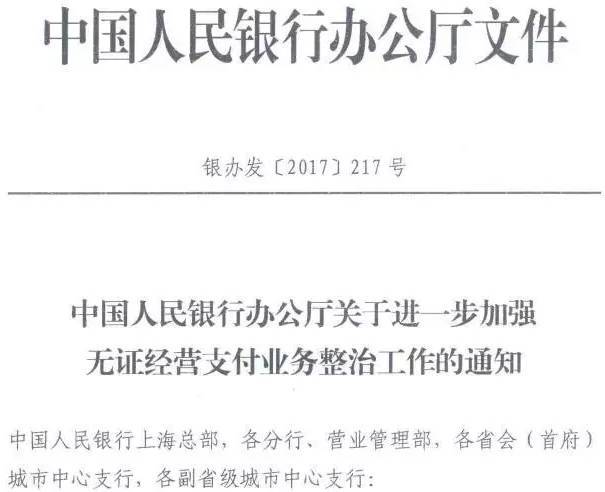 中国人民银行办公厅文件
银办发〔2017〕217号
中国人民银行办公厅关于进一步加强
无证经营支付业务整治工作的通知
中国人民银行上海总部，各分行、营业管理部，各省会（首府）
城市中心支行，各副省级城市中心支行：